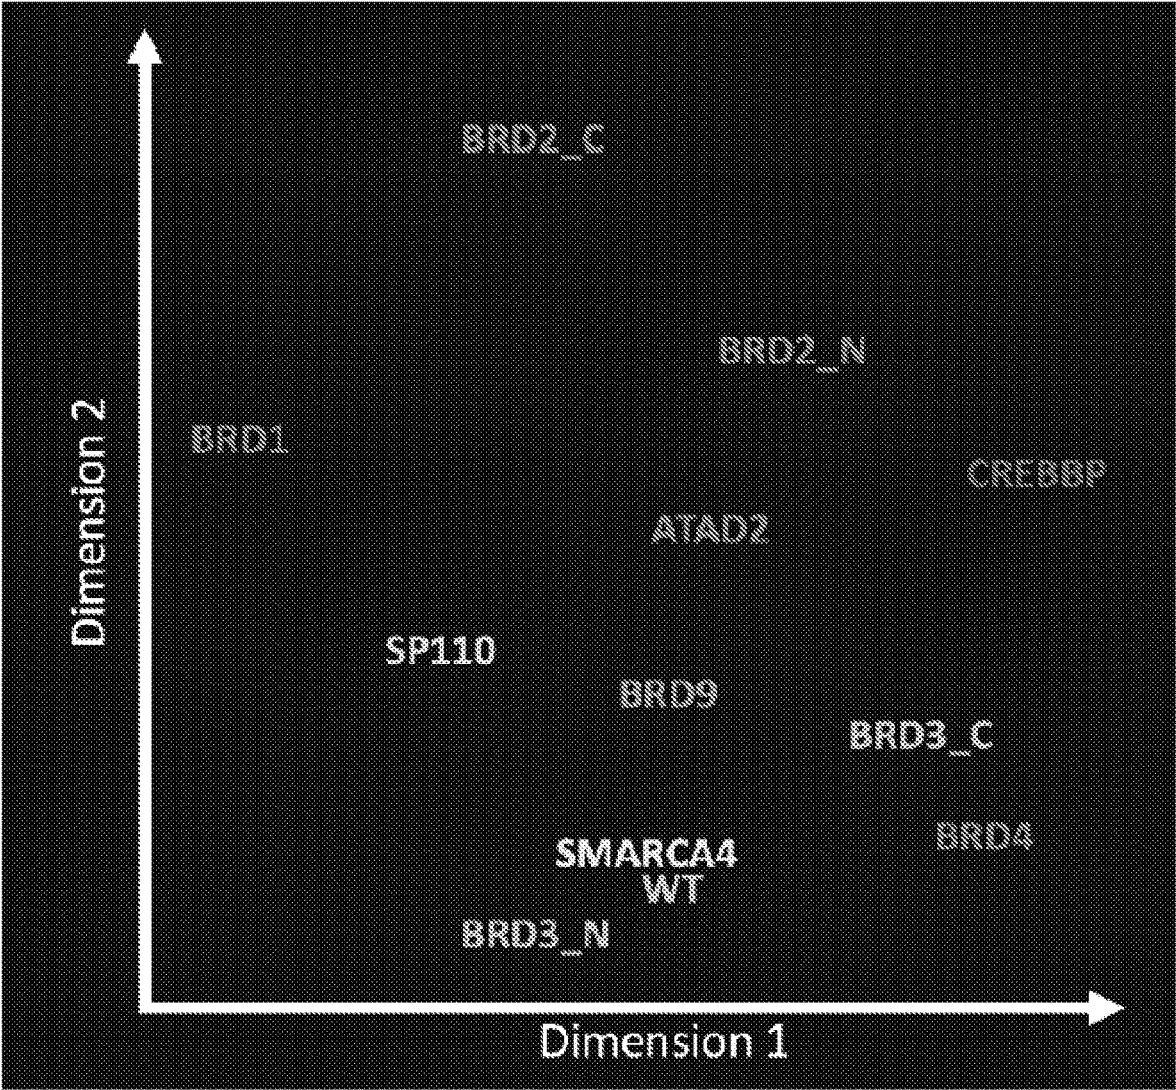 BRD2_C
BRD2_N
BRD1
CREBBP
ATAD2
SP110
BRD9
BRD3_C
BRD4
SMARCA4
WT
BRD3_N
Dimension 2
Dimension 1